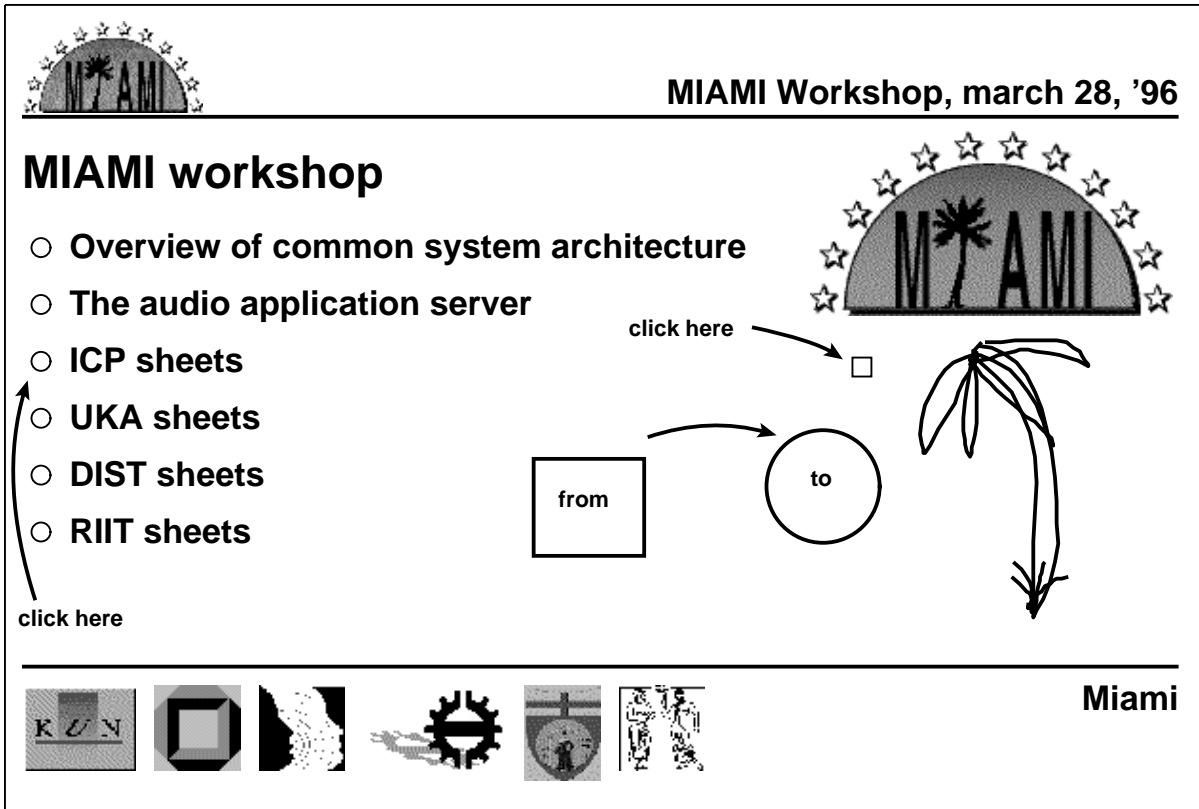 MIAMI
MIAMI Workshop, march 28, ’96
MIAMI workshop
MIAMI
Overview of common system architecture
The audio application server
click here
ICP sheets
UKA sheets
DIST sheets
from
to
RIIT sheets
click here
KUN
Miami